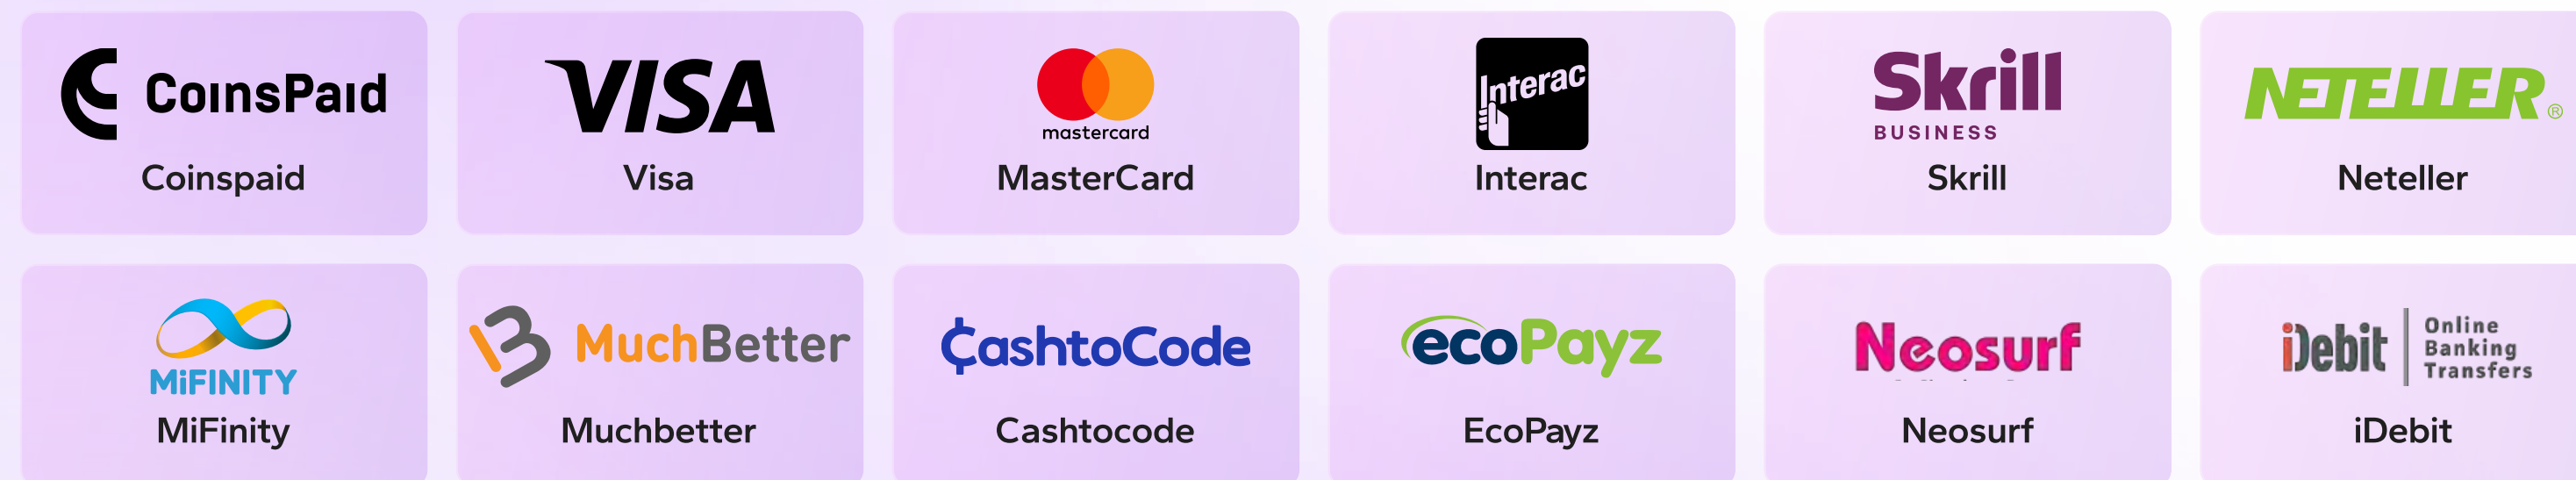 CoinsPaid
Coinspaid
VISA
Visa
mastercard
MasterCard
Interac
Interac
Skrill
BUSINESS
Skrill
NETELLER®
Neteller
MiFINITY
MiFinity
MuchBetter
Muchbetter
CashtoCode
Cashtocode
ecoPayz
EcoPayz
Neosurf
Neosurf
iDebit
Online
Banking
Transfers
iDebit